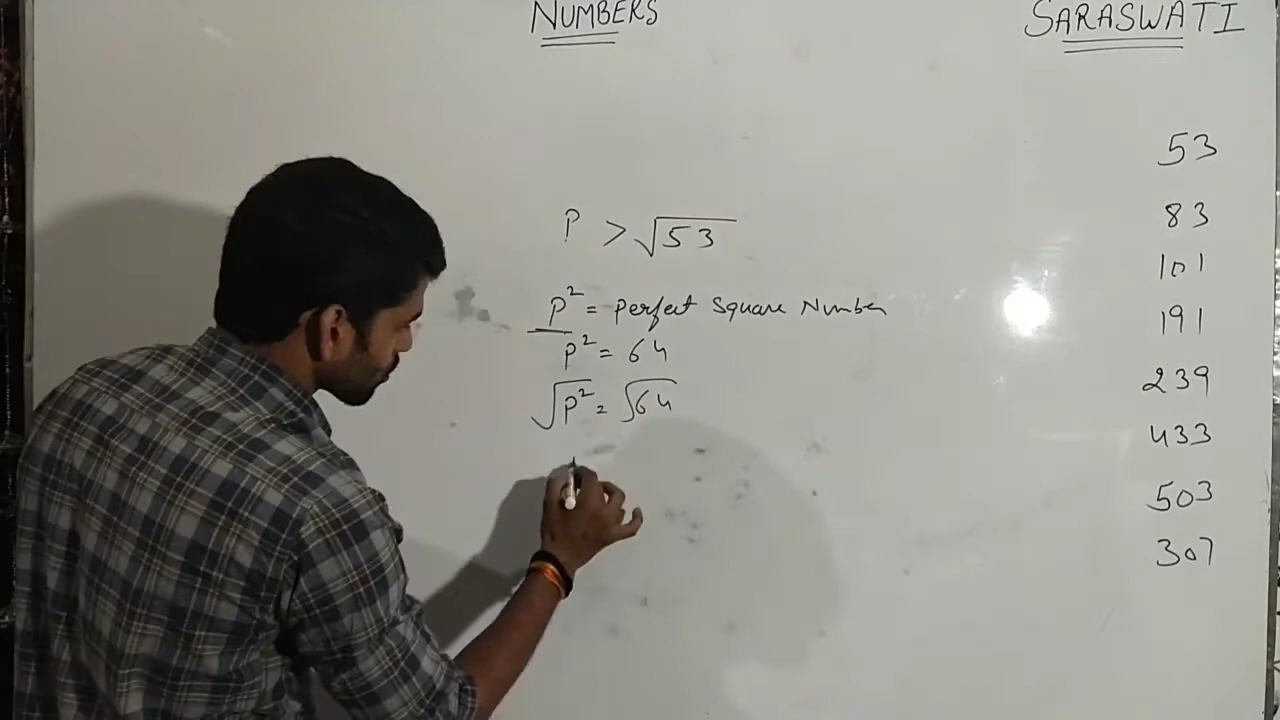 NUMBERS
SARASWATI
P > √53
P² = Perfect Square Number
P² = 64
√P² = √64
53
83
101
191
239
433
503
307